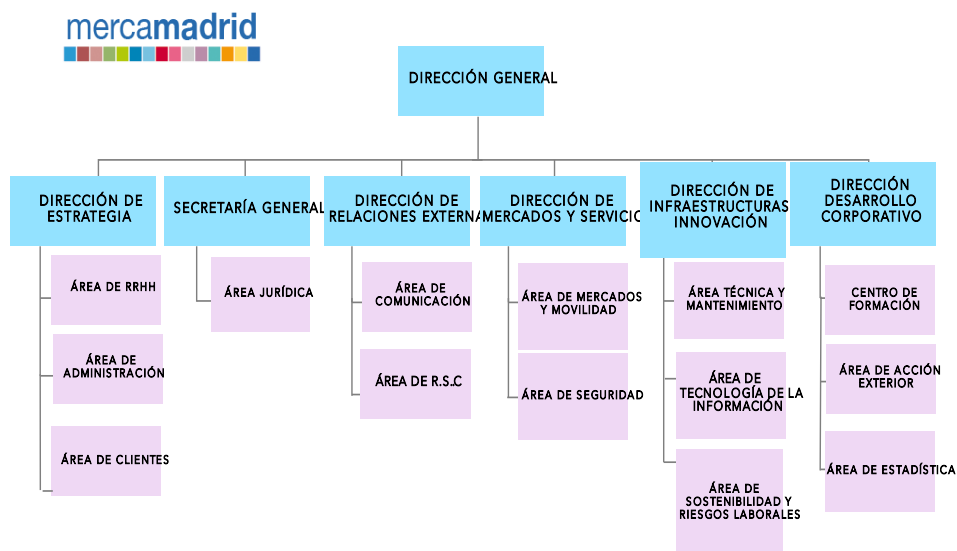 mercamadrid
DIRECCIÓN GENERAL
DIRECCIÓN DE
ESTRATEGIA
SECRETARÍA GENERAL
DIRECCIÓN DE
RELACIONES EXTERNA
DIRECCIÓN DE
MERCADOS Y SERVICIO
DIRECCIÓN DE
INFRAESTRUCTURAS
INNOVACIÓN
DIRECCIÓN
DESARROLLO
CORPORATIVO
ÁREA DE RRHH
ÁREA DE
ADMINISTRACIÓN
ÁREA DE CLIENTES
ÁREA JURÍDICA
ÁREA DE
COMUNICACIÓN
ÁREA DE R.S.C
ÁREA DE MERCADOS
Y MOVILIDAD
ÁREA DE SEGURIDAD
ÁREA TÉCNICA Y
MANTENIMIENTO
ÁREA DE
TECNOLOGÍA DE LA
INFORMACIÓN
ÁREA DE
SOSTENIBILIDAD Y
RIESGOS LABORALES
CENTRO DE
FORMACIÓN
ÁREA DE ACCIÓN
EXTERIOR
ÁREA DE ESTADÍSTICA